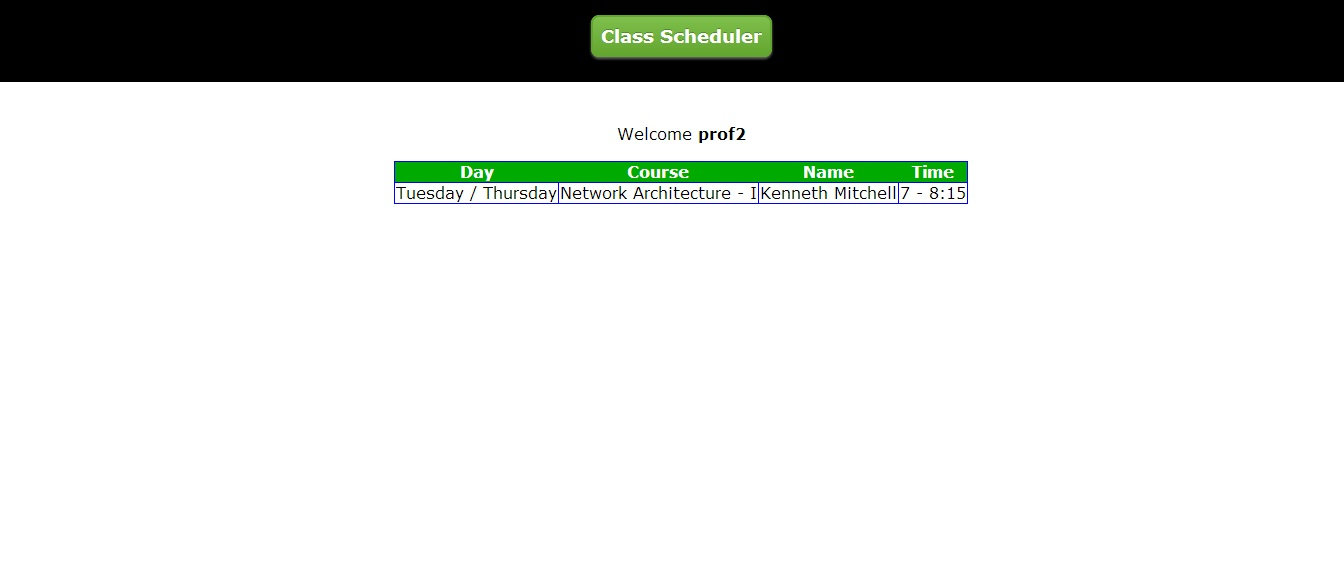 Class Scheduler
Welcome prof2
Day Course Name Time
Tuesday / Thursday Network Architecture - I Kenneth Mitchell 7 - 8:15